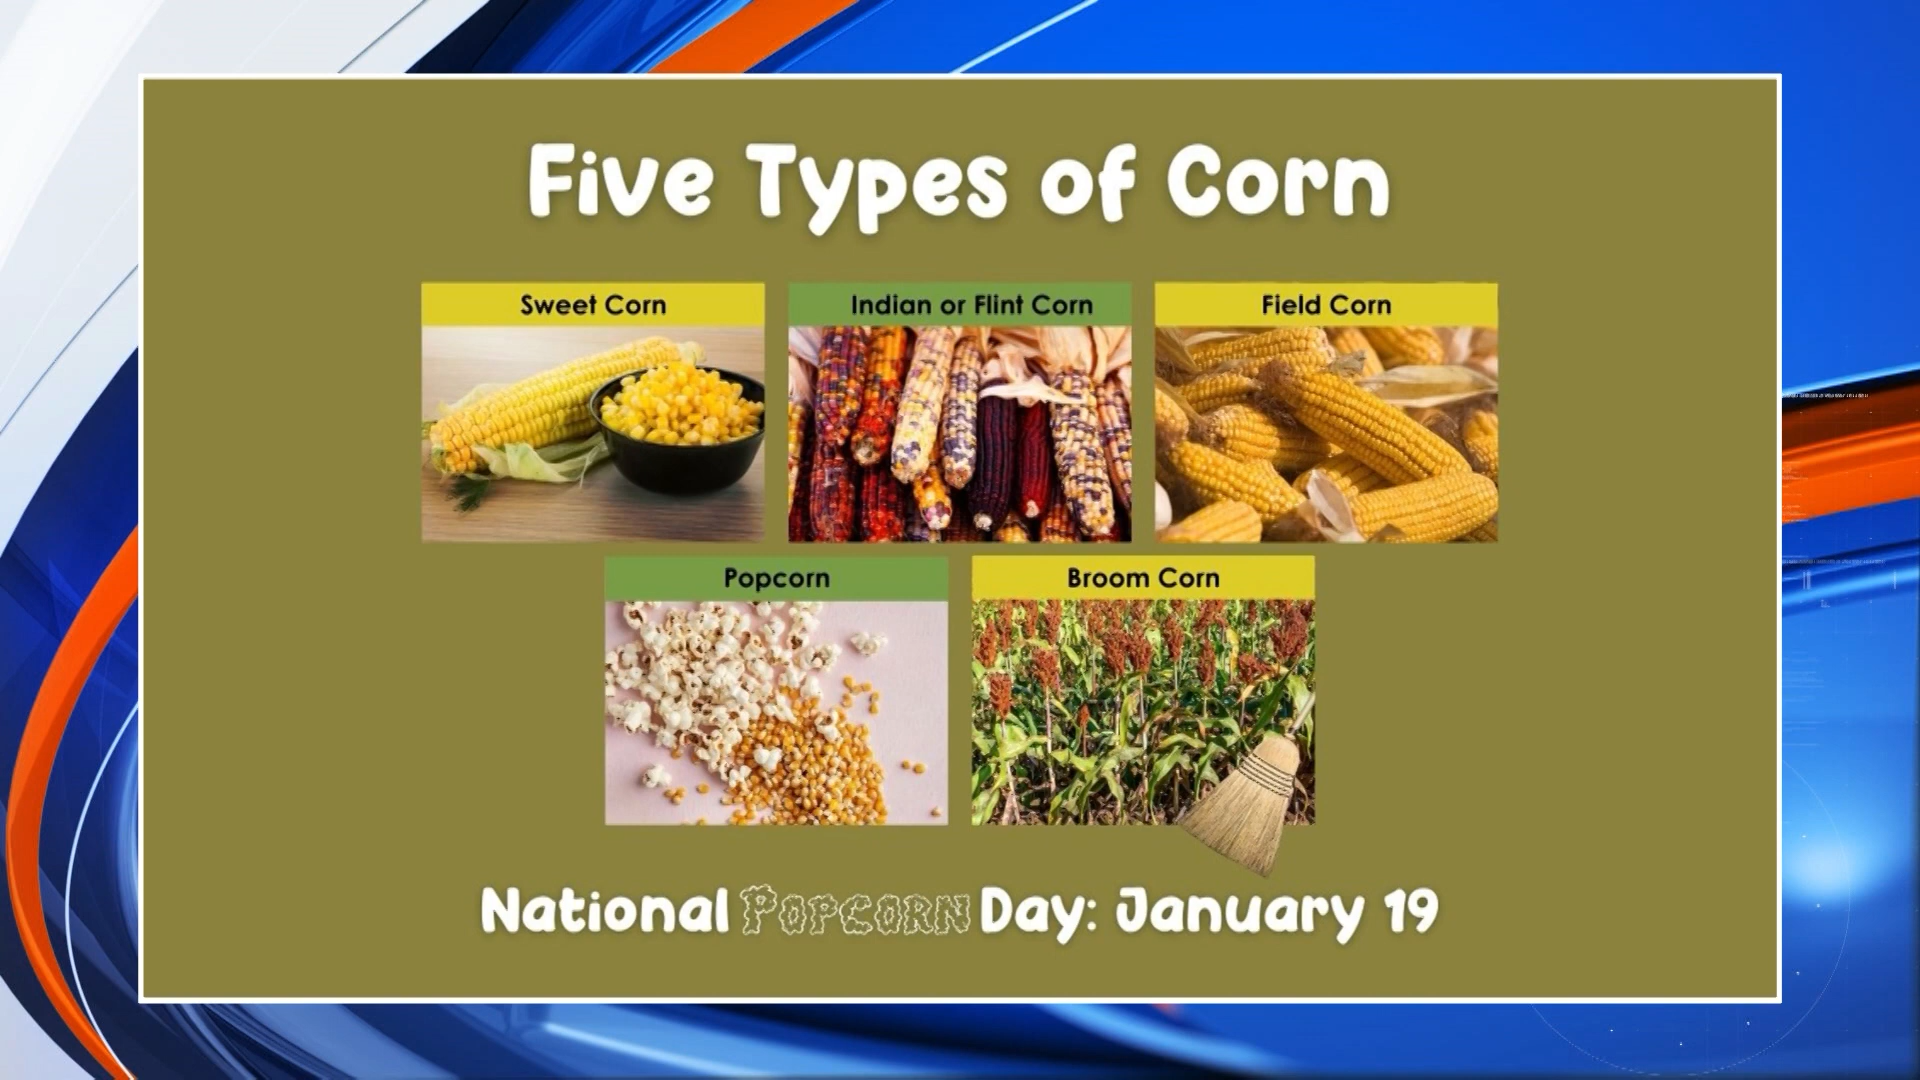 Five Types of Corn
Sweet Corn
Indian or Flint Corn
Field Corn
Popcorn
Broom Corn
National POPCORN Day: January 19